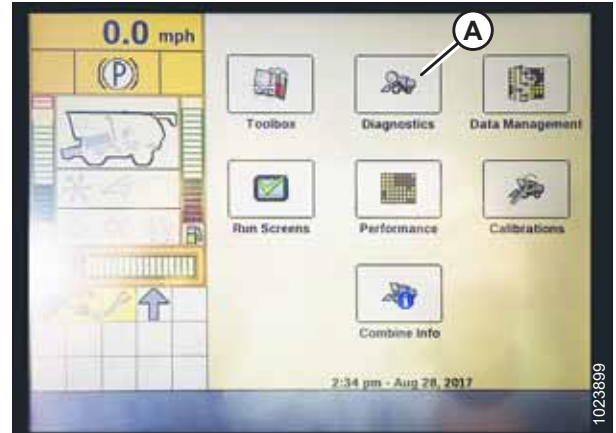 0.0 mph
(P)
A
Toolbox
Diagnostics
Data Management
Run Screens
Performance
Calibrations
Combine Info
2:34 pm - Aug 28, 2017
1023899